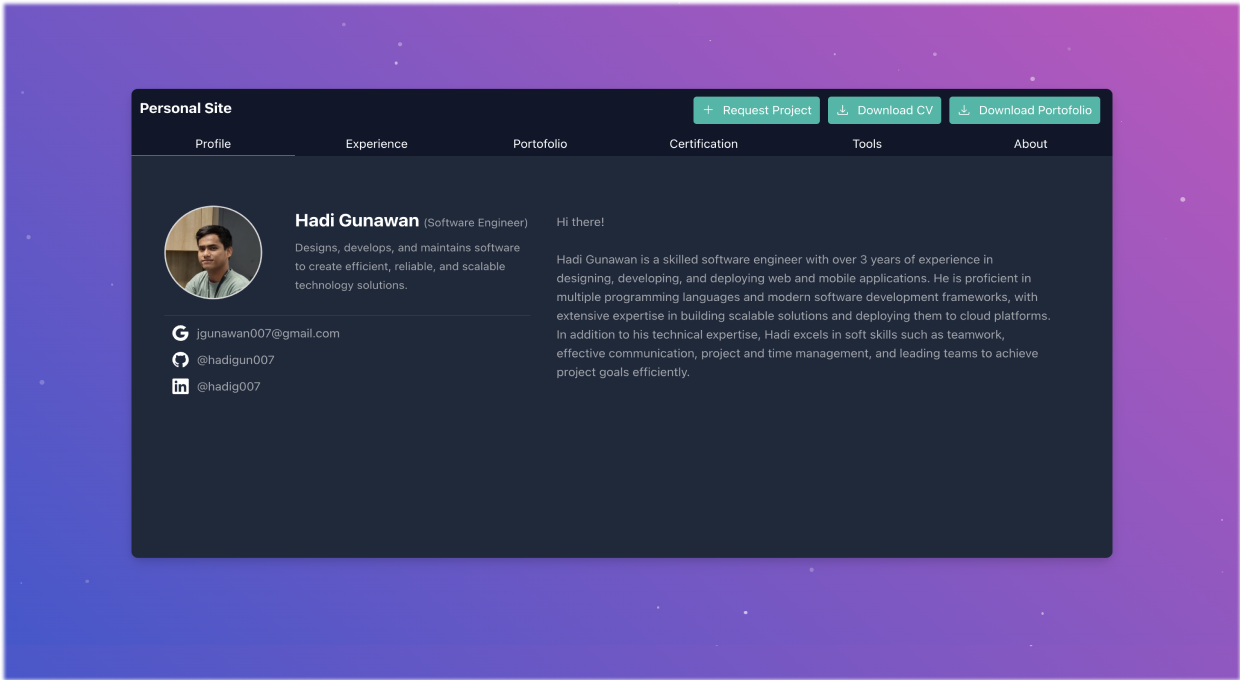 Personal Site
Request Project
Download CV
Download Portofolio
Profile
Experience
Portofolio
Certification
Tools
About
Hadi Gunawan (Software Engineer)
Designs, develops, and maintains software
to create efficient, reliable, and scalable
technology solutions.
jgunawan007@gmail.com
@hadigun007
@hadig007
Hi there!
Hadi Gunawan is a skilled software engineer with over 3 years of experience in
designing, developing, and deploying web and mobile applications. He is proficient in
multiple programming languages and modern software development frameworks, with
extensive expertise in building scalable solutions and deploying them to cloud platforms.
In addition to his technical expertise, Hadi excels in soft skills such as teamwork,
effective communication, project and time management, and leading teams to achieve
project goals efficiently.